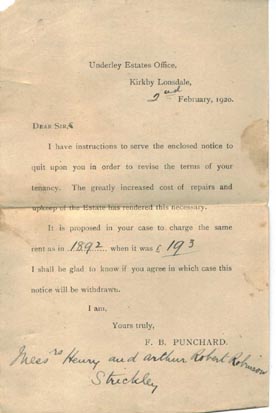 Underley Estates Office,
Kirkby Lonsdale,
2nd February, 1920.
DEAR SIRs
I have instructions to serve the enclosed notice to
quit upon you in order to revise the terms of your
tenancy. The greatly increased cost of repairs and
upkeep of the Estate has rendered this necessary.
It is proposed in your case to charge the same
rent as in 1892 when it was £ 193
I shall be glad to know if you agree in which case this
notice will be withdrawn.
I am,
Yours truly,
F. B. PUNCHARD.
Messrs Henry and Arthur Robert Robinson
Strickley